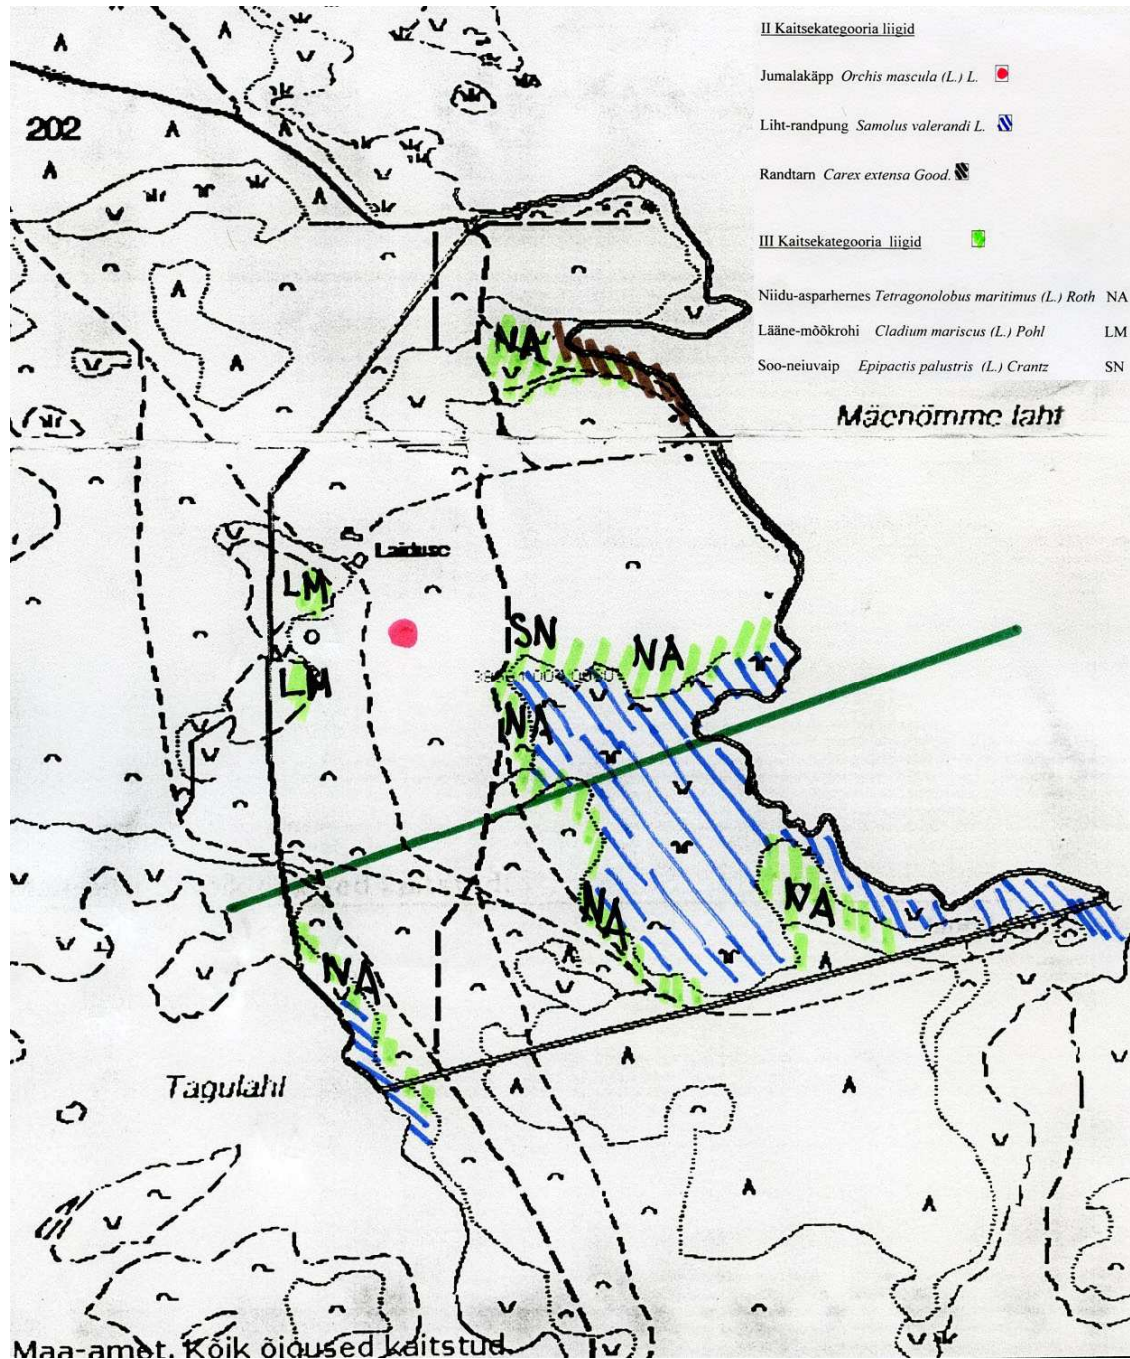 II Kaitsekategooria liigid
Jumalakäpp Orchis mascula (L.) L.
Liht-randpung Samolus valerandi L.
Randtarn Carex extensa Good.
III Kaitsekategooria liigid
Niidu-asparhernes Tetragonolobus maritimus (L.) Roth NA
Lääne-mõõkrohi Cladium mariscus (L.) Pohl LM
Soo-neiuvaip Epipactis palustris (L.) Crantz SN
202
NA
Mäenõmme laht
Laiduse
LM
SN
NA
LM
NA
NA
NA
NA
Tagulaht
Maa-amet. Kõik õigused kaitstud.